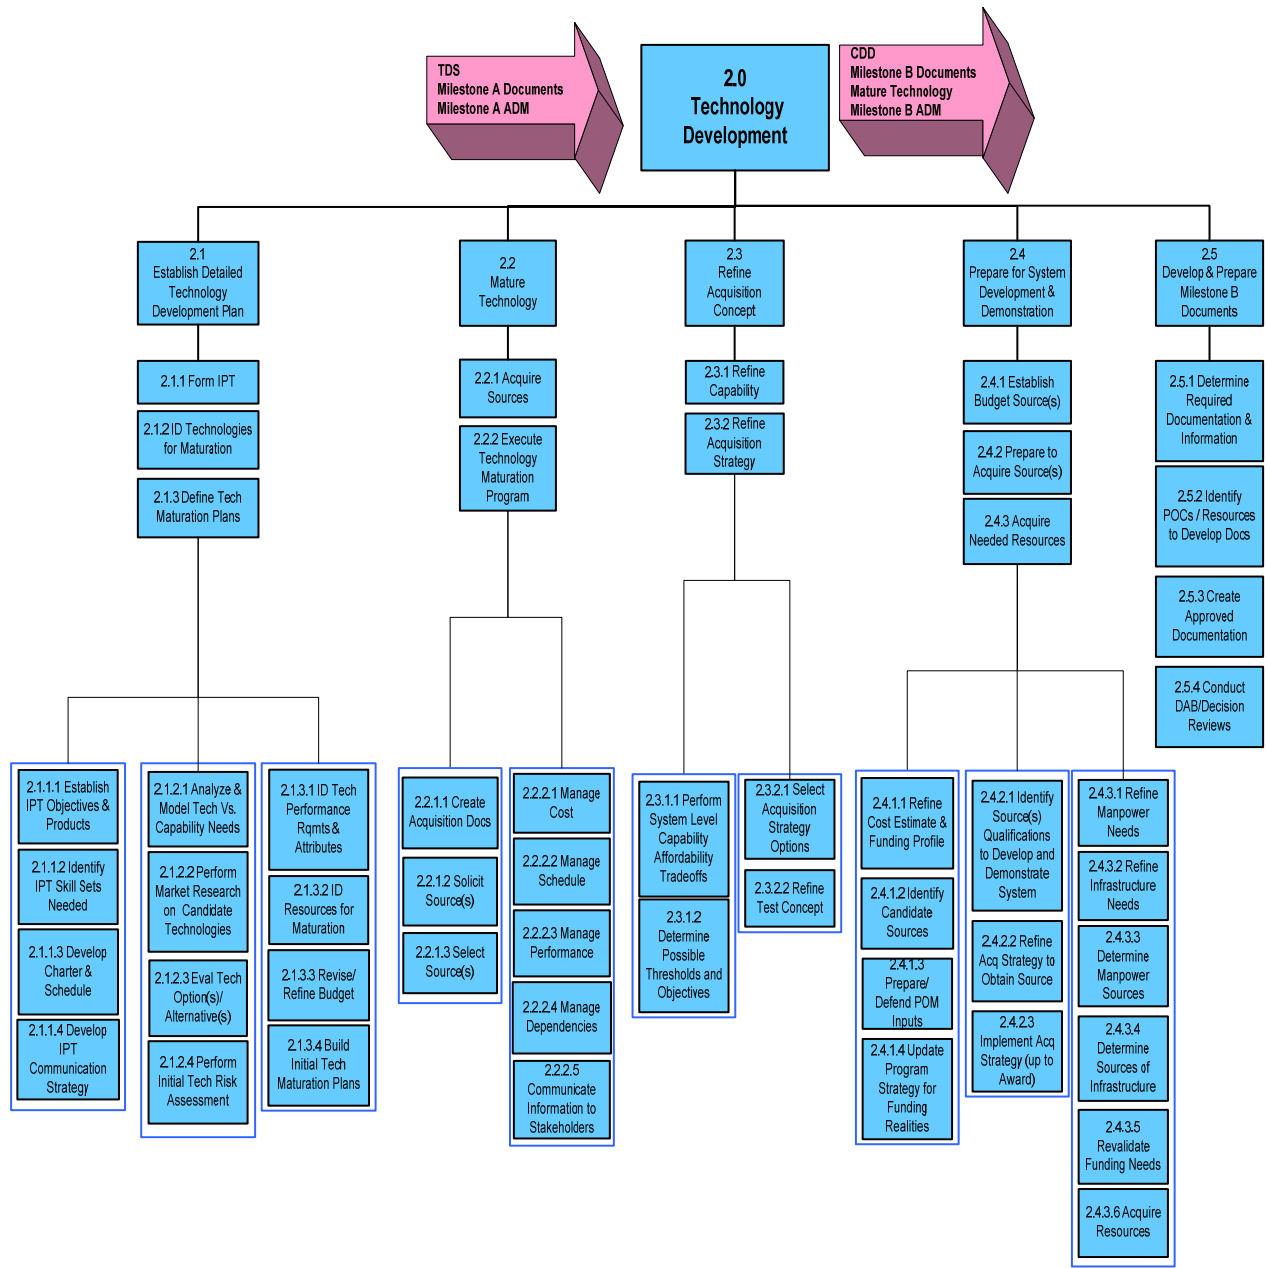 TDS
Milestone A Documents
Milestone A ADM
2.0
Technology
Development
CDD
Milestone B Documents
Mature Technology
Milestone B ADM
2.1
Establish Detailed
Technology
Development Plan
2.2
Mature
Technology
2.3
Refine
Acquisition
Concept
2.4
Prepare for System
Development &
Demonstration
2.5
Develop & Prepare
Milestone B
Documents
2.1.1 Form IPT
2.1.2 ID Technologies
for Maturation
2.1.3 Define Tech
Maturation Plans
2.2.1 Acquire
Sources
2.2.2 Execute
Technology
Maturation
Program
2.3.1 Refine
Capability
2.3.2 Refine
Acquisition
Strategy
2.4.1 Establish
Budget Source(s)
2.4.2 Prepare to
Acquire Source(s)
2.4.3 Acquire
Needed Resources
2.5.1 Determine
Required
Documentation &
Information
2.5.2 Identify
POCs / Resources
to Develop Docs
2.5.3 Create
Approved
Documentation
2.5.4 Conduct
DAB/Decision
Reviews
2.1.1.1 Establish
IPT Objectives &
Products
2.1.1.2 Identify
IPT Skill Sets
Needed
2.1.1.3 Develop
Charter &
Schedule
2.1.1.4 Develop
IPT
Communication
Strategy
2.1.2.1 Analyze &
Model Tech Vs.
Capability Needs
2.1.2.2 Perform
Market Research
on Candidate
Technologies
2.1.2.3 Eval Tech
Option(s)/
Alternative(s)
2.1.2.4 Perform
Initial Tech Risk
Assessment
2.1.3.1 ID Tech
Performance
Rqmts &
Attributes
2.1.3.2 ID
Resources for
Maturation
2.1.3.3 Revise/
Refine Budget
2.1.3.4 Build
Initial Tech
Maturation Plans
2.2.1.1 Create
Acquisition Docs
2.2.1.2 Solicit
Source(s)
2.2.1.3 Select
Source(s)
2.2.2.1 Manage
Cost
2.2.2.2 Manage
Schedule
2.2.2.3 Manage
Performance
2.2.2.4 Manage
Dependencies
2.2.2.5
Communicate
Information to
Stakeholders
2.3.1.1 Perform
System Level
Capability
Affordability
Tradeoffs
2.3.1.2
Determine
Possible
Thresholds and
Objectives
2.3.2.1 Select
Acquisition
Strategy
Options
2.3.2.2 Refine
Test Concept
2.4.1.1 Refine
Cost Estimate &
Funding Profile
2.4.1.2 Identify
Candidate
Sources
2.4.1.3
Prepare/
Defend POM
Inputs
2.4.1.4 Update
Program
Strategy for
Funding
Realities
2.4.2.1 Identify
Source(s)
Qualifications
to Develop and
Demonstrate
System
2.4.2.2 Refine
Acq Strategy to
Obtain Source
2.4.2.3
Implement Acq
Strategy (up to
Award)
2.4.3.1 Refine
Manpower
Needs
2.4.3.2 Refine
Infrastructure
Needs
2.4.3.3
Determine
Manpower
Sources
2.4.3.4
Determine
Sources of
Infrastructure
2.4.3.5
Revalidate
Funding Needs
2.4.3.6 Acquire
Resources